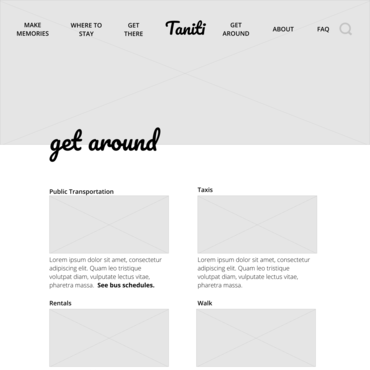 MAKE MEMORIES
WHERE TO STAY
GET THERE
Taniti
GET AROUND
ABOUT
FAQ
get around
Public Transportation
Lorem ipsum dolor sit amet, consectetur
adipiscing elit. Quam leo tristique
volutpat diam, vulputate lectus vitae,
pharetra massa. See bus schedules.
Taxis
Lorem ipsum dolor sit amet, consectetur
adipiscing elit. Quam leo tristique
volutpat diam, vulputate lectus vitae,
pharetra massa.
Rentals
Walk